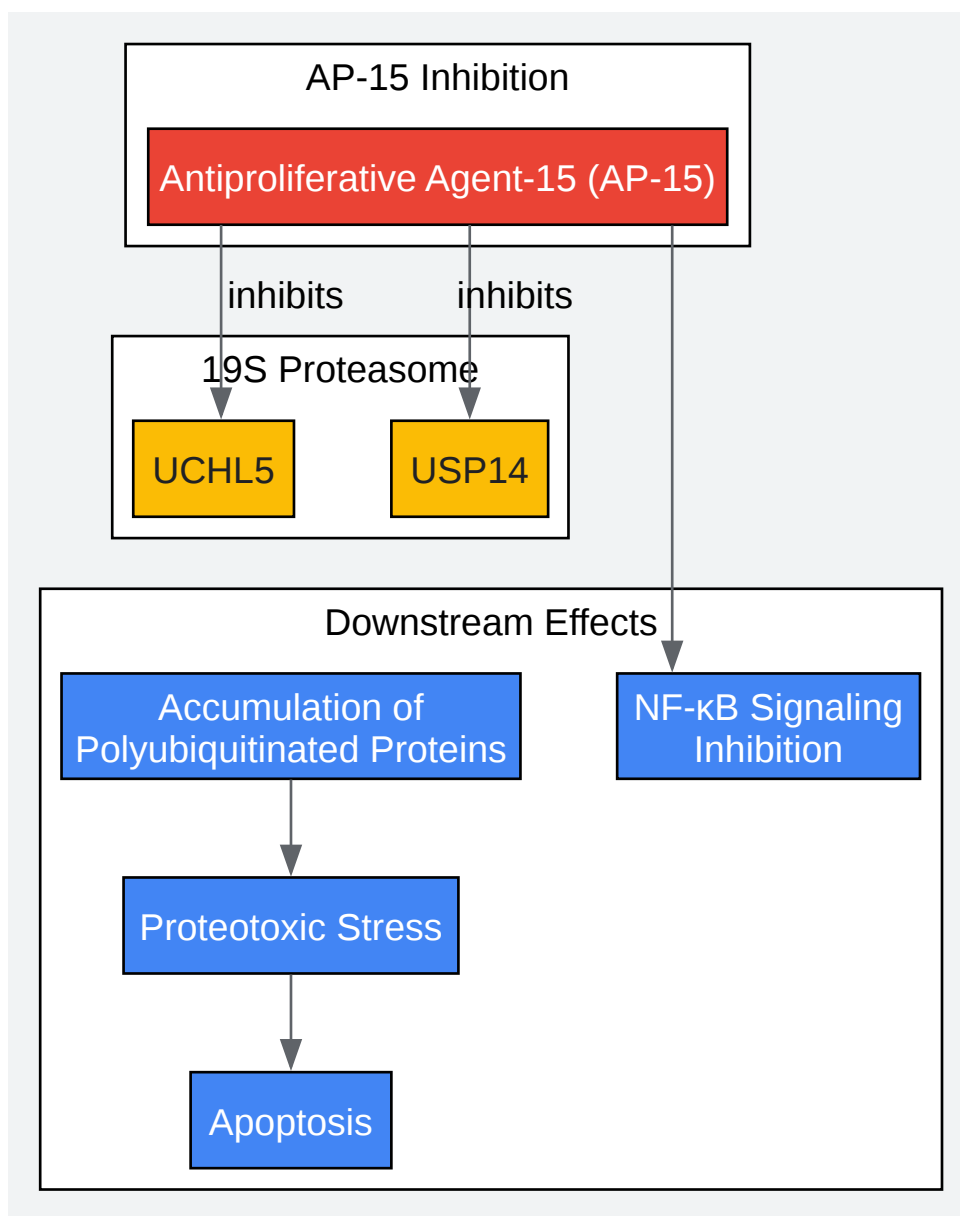 AP-15 Inhibition
Antiproliferative Agent-15 (AP-15)
inhibits
inhibits
19S Proteasome
UCHL5
USP14
Downstream Effects
Accumulation of
Polyubiquitinated Proteins
NF-κB Signaling
Inhibition
Proteotoxic Stress
Apoptosis